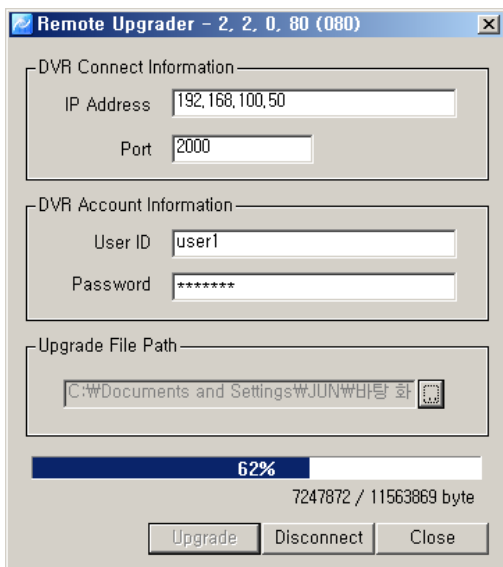 Remote Upgrader - 2, 2, 0, 80 (080)
DVR Connect Information
IP Address 192,168,100,50
Port 2000
DVR Account Information
User ID user1
Password *******
Upgrade File Path
C:₩Documents and Settings₩JUN₩바탕 화 ...
62%
7247872 / 11563869 byte
Upgrade Disconnect Close